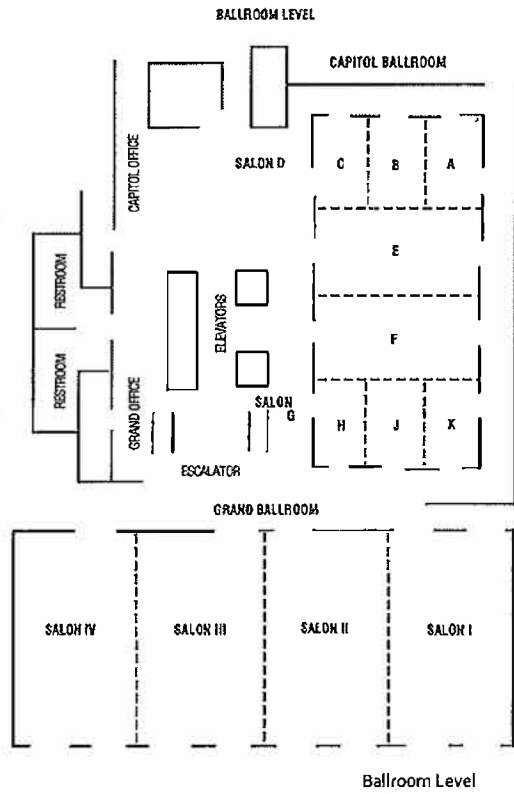 BALLROOM LEVEL
CAPITOL BALLROOM
CAPITOL OFFICE
SALON D
C
B
A
E
RESTROOM
ELEVATORS
F
RESTROOM
GRAND OFFICE
SALON
G
H
J
K
ESCALATOR
GRAND BALLROOM
SALON IV
SALON III
SALON II
SALON I
Ballroom Level